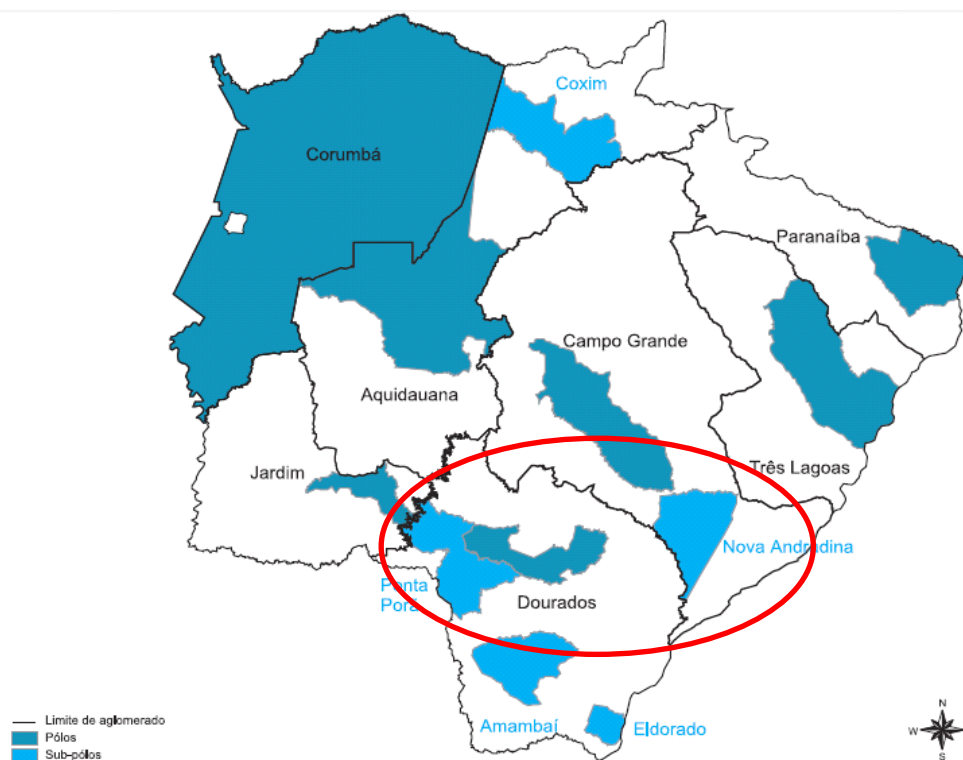 Coxim
Corumbá
Paranaíba
Campo Grande
Aquidauana
Três Lagoas
Jardim
Nova Andradina
Ponta
Porã
Dourados
Amambaí
Eldorado
Limite de aglomerado
Pólos
Sub-pólos
N
W
S